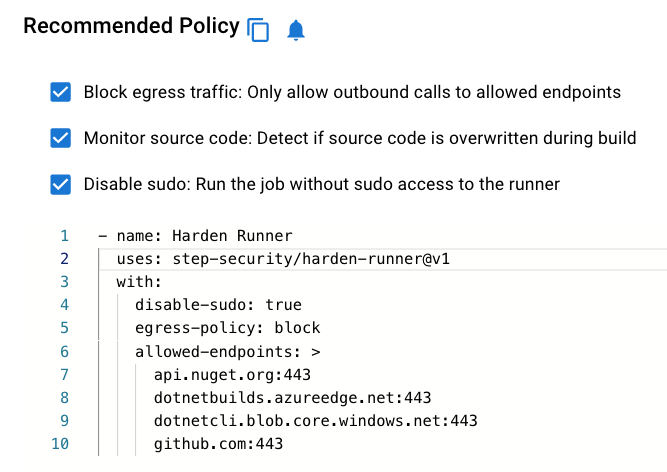 Recommended Policy
Block egress traffic: Only allow outbound calls to allowed endpoints
Monitor source code: Detect if source code is overwritten during build
Disable sudo: Run the job without sudo access to the runner
1 - name: Harden Runner
2 uses: step-security/harden-runner@v1
3 with:
4 disable-sudo: true
5 egress-policy: block
6 allowed-endpoints: >
7 api.nuget.org:443
8 dotnetbuilds.azureedge.net:443
9 dotnetcli.blob.core.windows.net:443
10 github.com:443